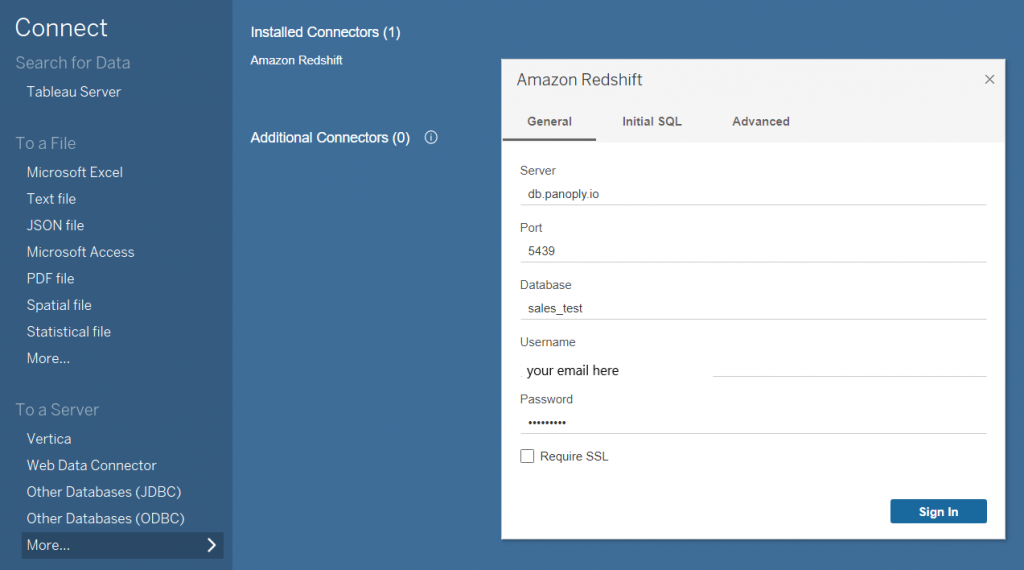 Connect
Search for Data
Tableau Server
To a File
Microsoft Excel
Text file
JSON file
Microsoft Access
PDF file
Spatial file
Statistical file
More...
To a Server
Vertica
Web Data Connector
Other Databases (JDBC)
Other Databases (ODBC)
More...
Installed Connectors (1)
Amazon Redshift
Additional Connectors (0)
Amazon Redshift
General Initial SQL Advanced
Server
db.panoply.io
Port
5439
Database
sales_test
Username
your email here
Password
•••••••••
Require SSL
Sign In